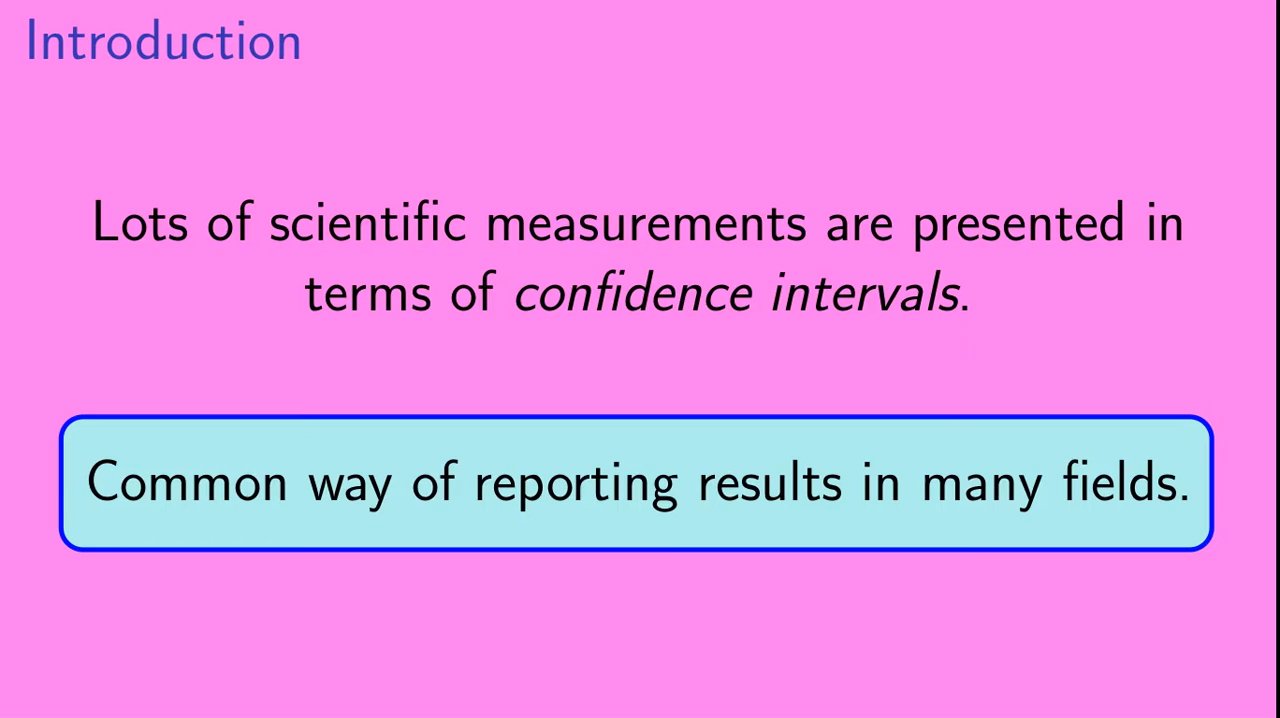 Introduction
Lots of scientific measurements are presented in
terms of confidence intervals.
Common way of reporting results in many fields.